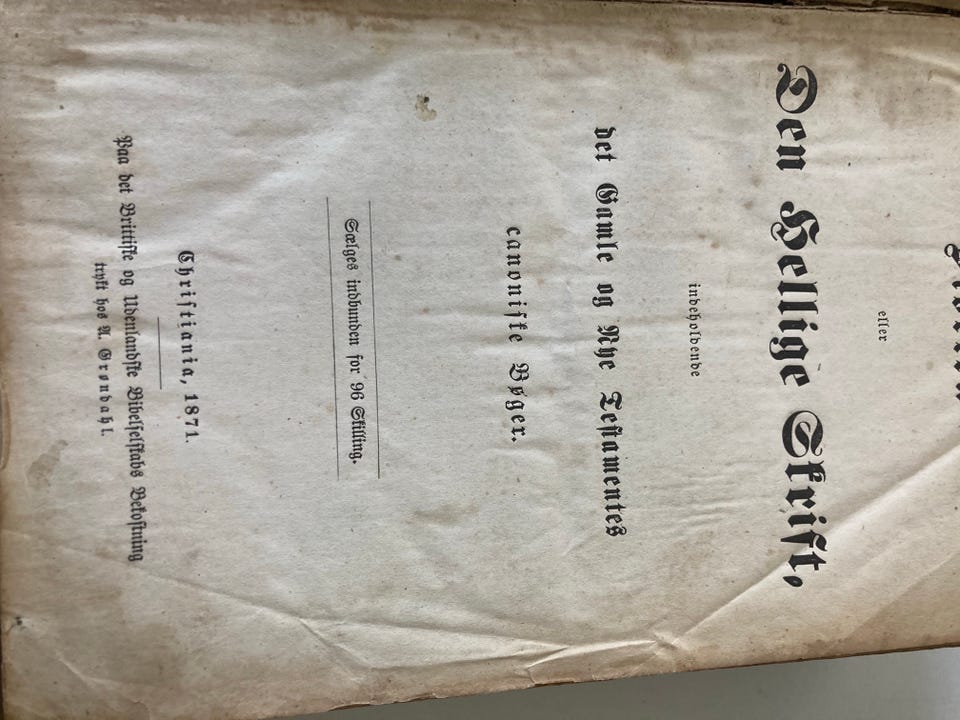 eller
Den Hellige Skrift,
indeholdende
det Gamle og Nye Testamentes
canoniske Bøger.
Sælges indbunden for 96 Skilling.
Christiania, 1871.
Paa det Brittiske og Udenlandske Bibelselskabs Bekostning
trykt hos A. Grøndahl.